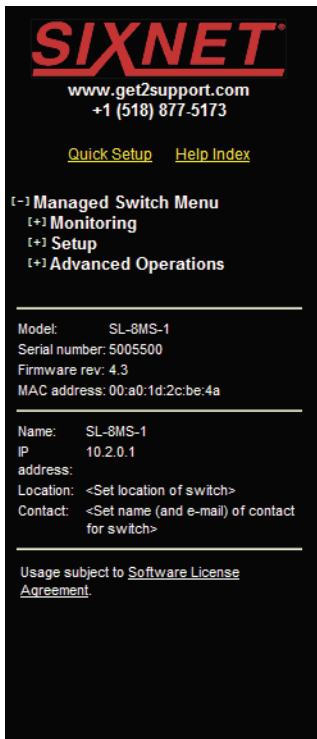 SIXNET®
www.get2support.com
+1 (518) 877-5173
Quick Setup Help Index
[-] Managed Switch Menu
[+] Monitoring
[+] Setup
[+] Advanced Operations
Model: SL-8MS-1
Serial number: 5005500
Firmware rev: 4.3
MAC address: 00:a0:1d:2c:be:4a
Name: SL-8MS-1
IP address: 10.2.0.1
Location: <Set location of switch>
Contact: <Set name (and e-mail) of contact
for switch>
Usage subject to Software License
Agreement.